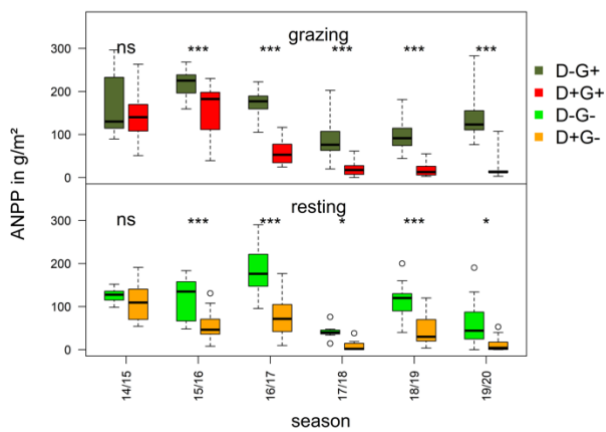 grazing
ns *** *** *** *** ***
300
200
100
0
D-G+
D+G+
D-G-
D+G-
ANPP in g/m²
resting
ns *** *** * *** *
300
200
100
0
14/15 15/16 16/17 17/18 18/19 19/20
season